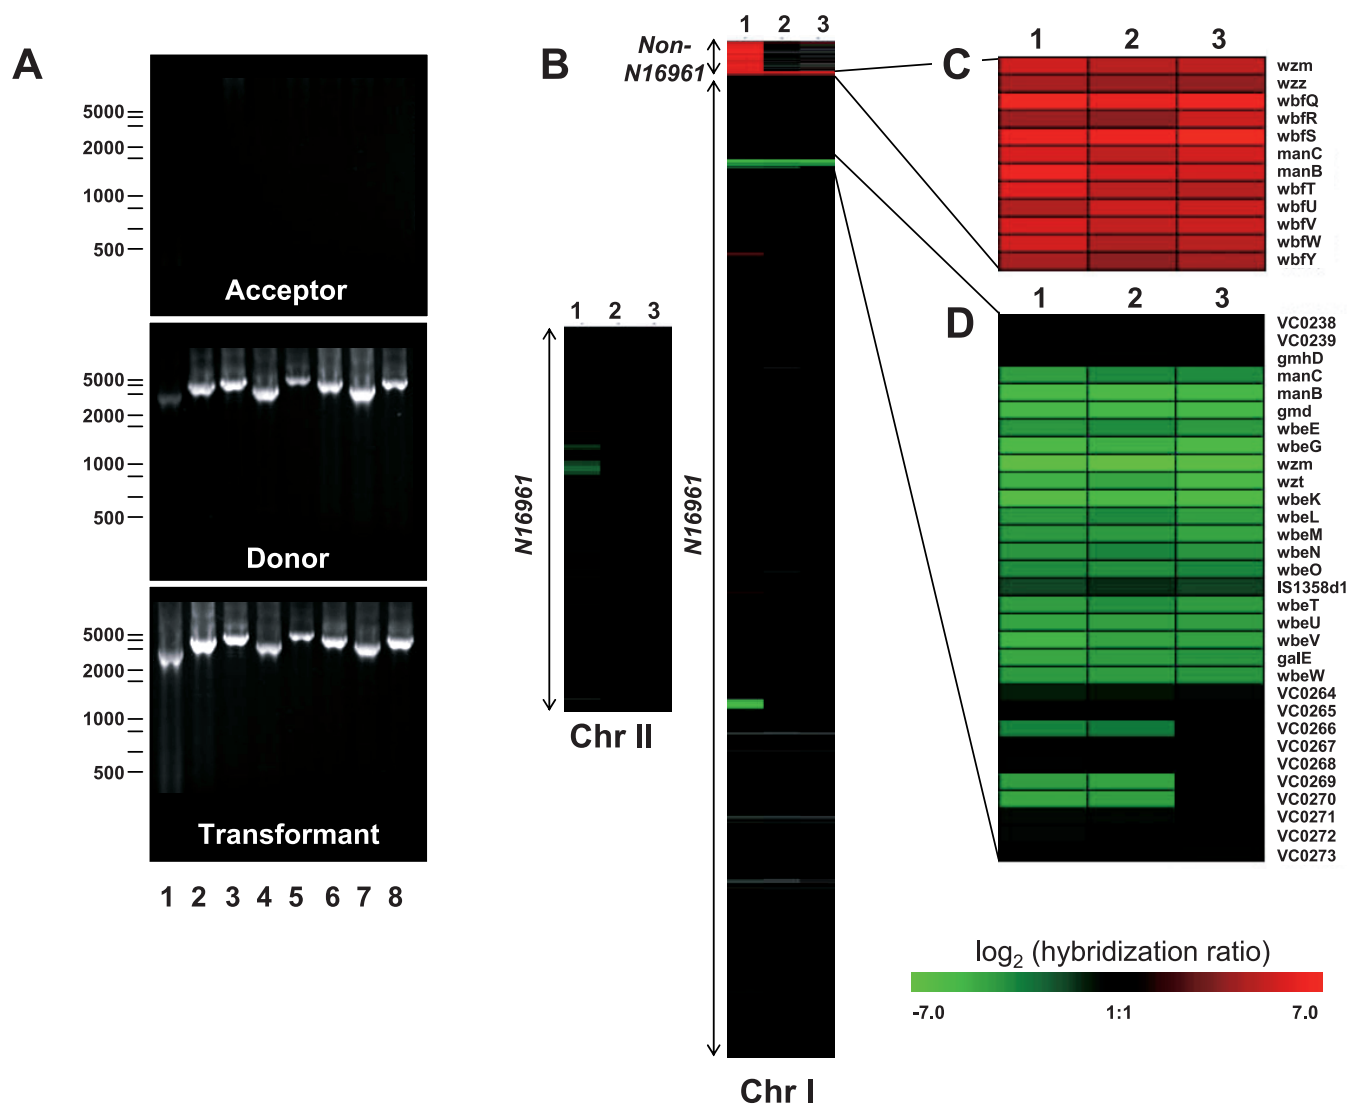 A
5000
2000
1000
500
Acceptor
5000
2000
1000
500
Donor
5000
2000
1000
500
Transformant
1 2 3 4 5 6 7 8
B
1 2 3
Non-
N16961
N16961
1 2 3
N16961
Chr II
Chr I
C
1 2 3
wzm
wzz
wbfQ
wbfR
wbfS
manC
manB
wbfT
wbfU
wbfV
wbfW
wbfY
D
1 2 3
VC0238
VC0239
gmhD
manC
manB
gmd
wbeE
wbeG
wzm
wzt
wbeK
wbeL
wbeM
wbeN
wbeO
IS1358d1
wbeT
wbeU
wbeV
galE
wbeW
VC0264
VC0265
VC0266
VC0267
VC0268
VC0269
VC0270
VC0271
VC0272
VC0273
log2 (hybridization ratio)
-7.0 1:1 7.0